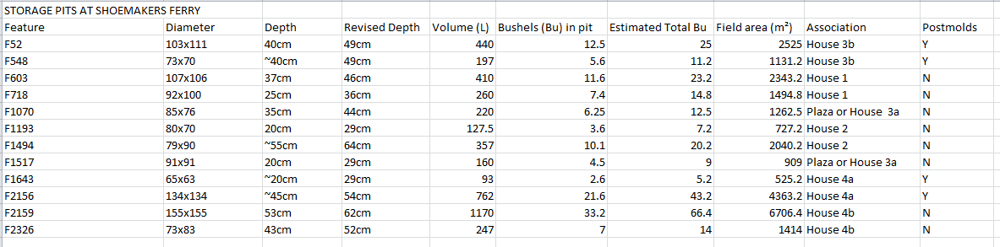 STORAGE PITS AT SHOEMAKERS FERRY
Feature Diameter Depth Revised Depth Volume (L) Bushels (Bu) in pit Estimated Total Bu Field area (m²) Association Postmolds
F52 103x111 40cm 49cm 440 12.5 25 2525 House 3b Y
F548 73x70 ~40cm 49cm 197 5.6 11.2 1131.2 House 3b Y
F603 107x106 37cm 46cm 410 11.6 23.2 2343.2 House 1 N
F718 92x100 25cm 36cm 260 7.4 14.8 1494.8 House 1 N
F1070 85x76 35cm 44cm 220 6.25 12.5 1262.5 Plaza or House 3a N
F1193 80x70 20cm 29cm 127.5 3.6 7.2 727.2 House 2 N
F1494 79x90 ~55cm 64cm 357 10.1 20.2 2040.2 House 2 N
F1517 91x91 20cm 29cm 160 4.5 9 909 Plaza or House 3a N
F1643 65x63 ~20cm 29cm 93 2.6 5.2 525.2 House 4a Y
F2156 134x134 ~45cm 54cm 762 21.6 43.2 4363.2 House 4a Y
F2159 155x155 53cm 62cm 1170 33.2 66.4 6706.4 House 4b N
F2326 73x83 43cm 52cm 247 7 14 1414 House 4b N